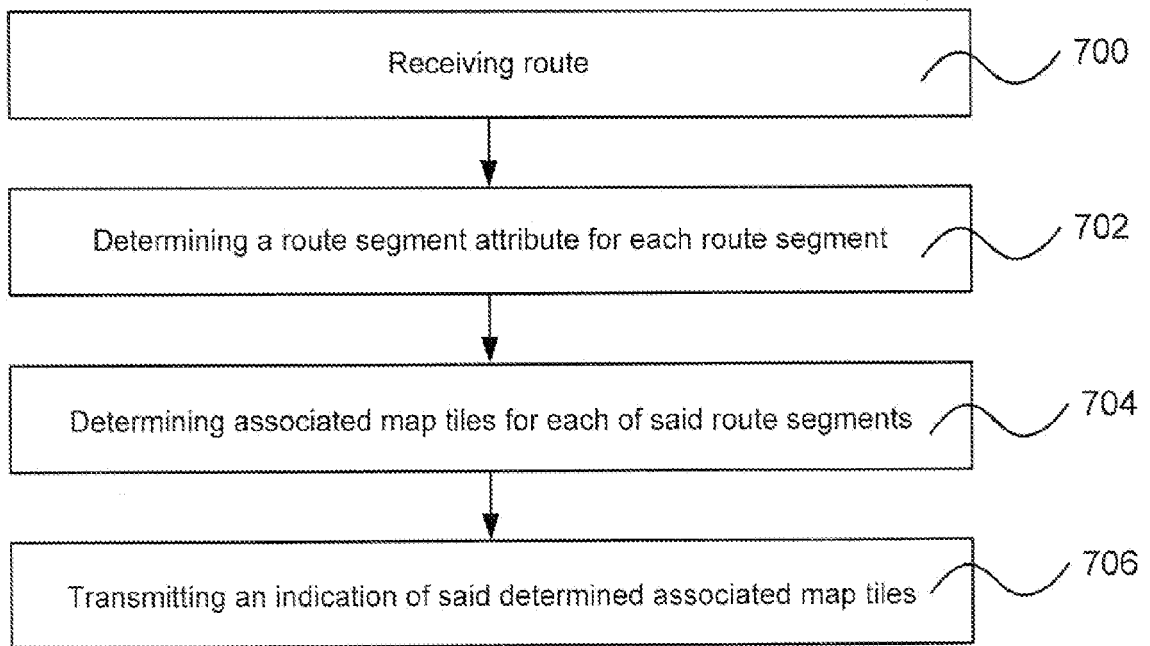 Receiving route
700
Determining a route segment attribute for each route segment
702
Determining associated map tiles for each of said route segments
704
Transmitting an indication of said determined associated map tiles
706